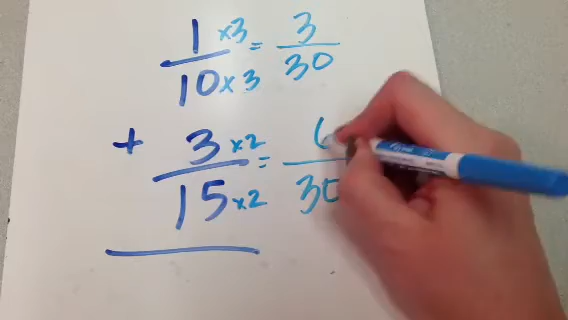 1 ×3 = 3
10 ×3 30
+ 3 ×2 = 6
15 ×2 30